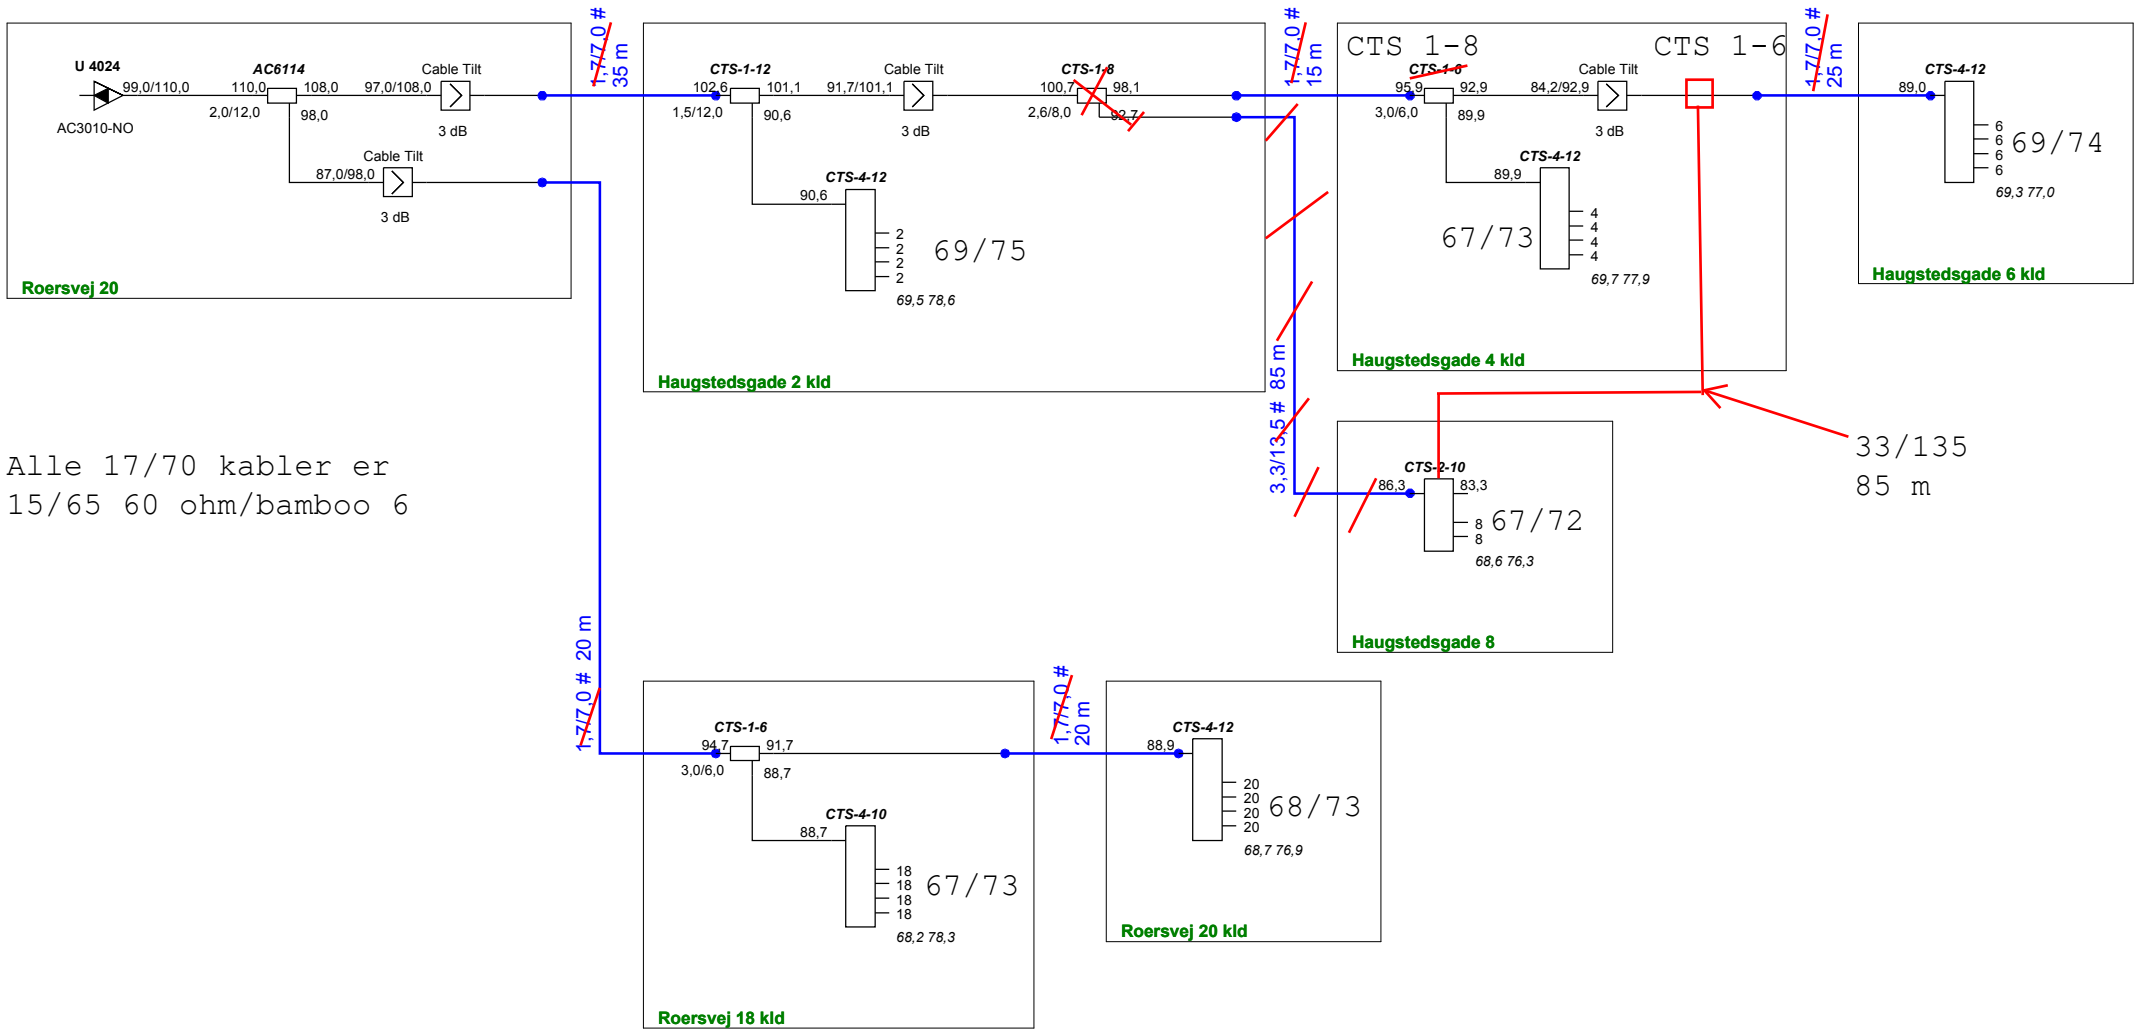 U 4024
99,0/110,0
AC3010-NO
AC6114
110,0
108,0
2,0/12,0
98,0
97,0/108,0
Cable Tilt
3 dB
87,0/98,0
Cable Tilt
3 dB
Roersvej 20
1,7/7,0 #
35 m
CTS-1-12
102,6
101,1
1,5/12,0
90,6
91,7/101,1
Cable Tilt
3 dB
CTS-1-8
100,7
98,1
2,6/8,0
92,7
CTS-4-12
90,6
2
2
2
2
69/75
69,5 78,6
Haugstedsgade 2 kld
1,7/7,0 #
15 m
CTS 1-8
CTS 1-6
CTS-1-6
95,9
92,9
3,0/6,0
89,9
84,2/92,9
Cable Tilt
3 dB
CTS-4-12
89,9
4
4
4
4
67/73
69,7 77,9
Haugstedsgade 4 kld
1,7/7,0 #
25 m
CTS-4-12
89,0
6
6
6
6
69/74
69,3 77,0
Haugstedsgade 6 kld
3,3/13,5 # 85 m
Alle 17/70 kabler er
15/65 60 ohm/bamboo 6
CTS-2-10
86,3
83,3
8
8
67/72
68,6 76,3
Haugstedsgade 8
33/135
85 m
1,7/7,0 # 20 m
CTS-1-6
94,7
91,7
3,0/6,0
88,7
CTS-4-10
88,7
18
18
18
18
67/73
68,2 78,3
Roersvej 18 kld
1,7/7,0 #
20 m
CTS-4-12
88,9
20
20
20
20
68/73
68,7 76,9
Roersvej 20 kld